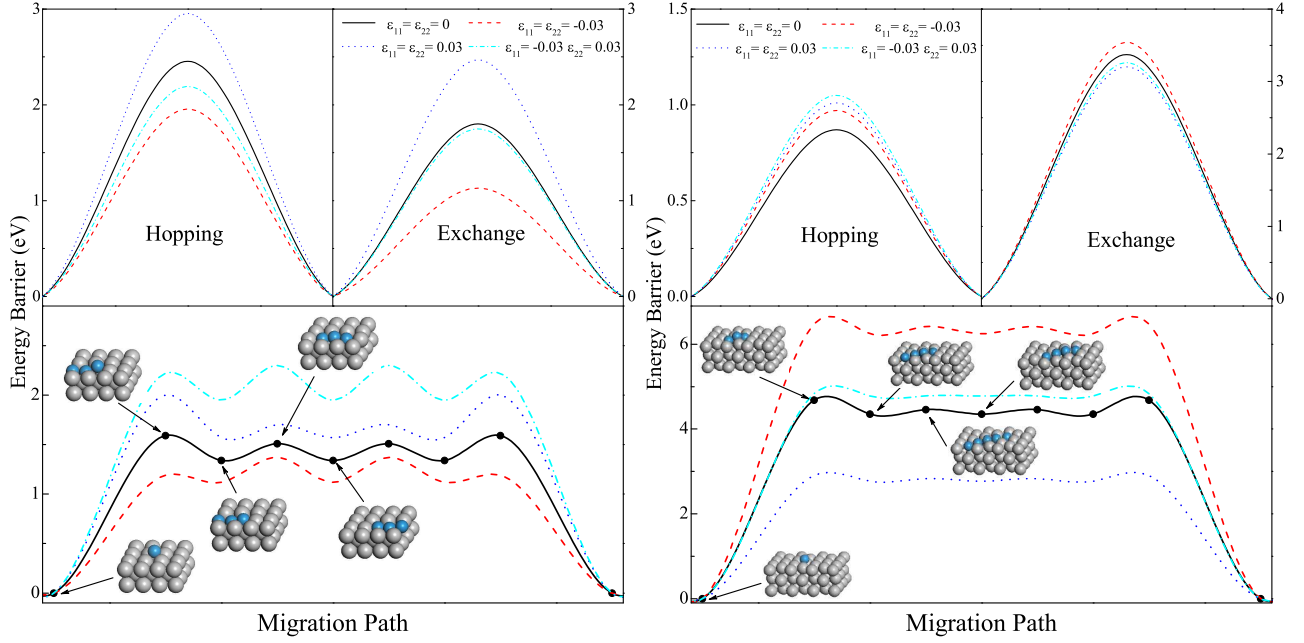 3
2
1
0
3
2
1
0
ε₁₁= ε₂₂= 0
ε₁₁= ε₂₂= -0.03
ε₁₁= ε₂₂= 0.03
ε₁₁= -0.03 ε₂₂= 0.03
Hopping
Exchange
2
1
0
Energy Barrier (eV)
Migration Path
1.5
1.0
0.5
0.0
4
3
2
1
0
ε₁₁= ε₂₂= 0
ε₁₁= ε₂₂= -0.03
ε₁₁= ε₂₂= 0.03
ε₁₁= -0.03 ε₂₂= 0.03
Hopping
Exchange
6
4
2
0
Energy Barrier (eV)
Migration Path